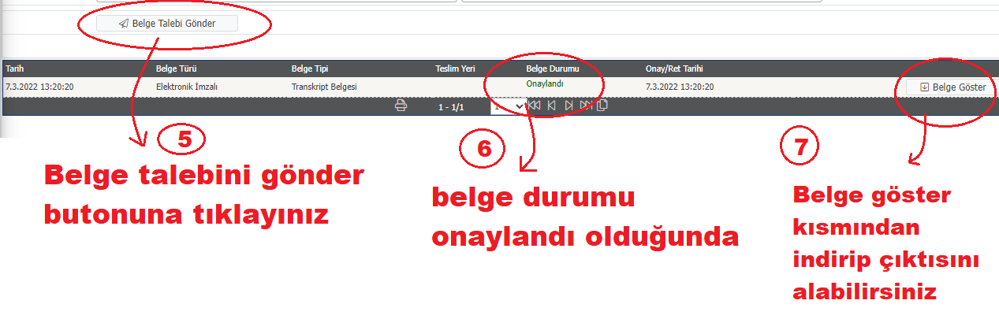 Belge Talebi Gönder
Tarih Belge Türü Belge Tipi Teslim Yeri Belge Durumu Onay/Ret Tarihi
7.3.2022 13:20:20 Elektronik İmzalı Transkript Belgesi Onaylandı 7.3.2022 13:20:20 Belge Göster
1 - 1/1 1
5
Belge talebini gönder
butonuna tıklayınız
6
belge durumu
onaylandı olduğunda
7
Belge göster
kısmından
indirip çıktısını
alabilirsiniz